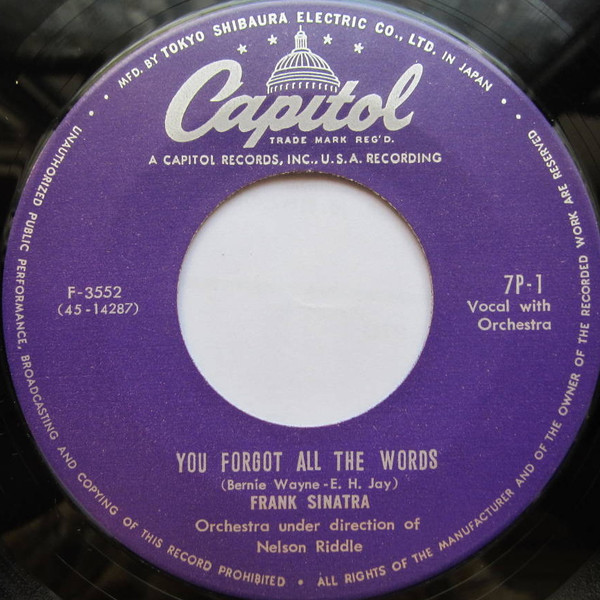 MFD. BY TOKYO SHIBAURA ELECTRIC CO., LTD. IN JAPAN
Capitol
TRADE MARK REG'D.
A CAPITOL RECORDS, INC., U.S.A. RECORDING
F-3552
(45-14287)
7P-1
Vocal with
Orchestra
YOU FORGOT ALL THE WORDS
(Bernie Wayne-E. H. Jay)
FRANK SINATRA
Orchestra under direction of
Nelson Riddle
UNAUTHORIZED PUBLIC PERFORMANCE, BROADCASTING AND COPYING OF THIS RECORD PROHIBITED • ALL RIGHTS OF THE MANUFACTURER AND OF THE OWNER OF THE RECORDED WORK ARE RESERVED